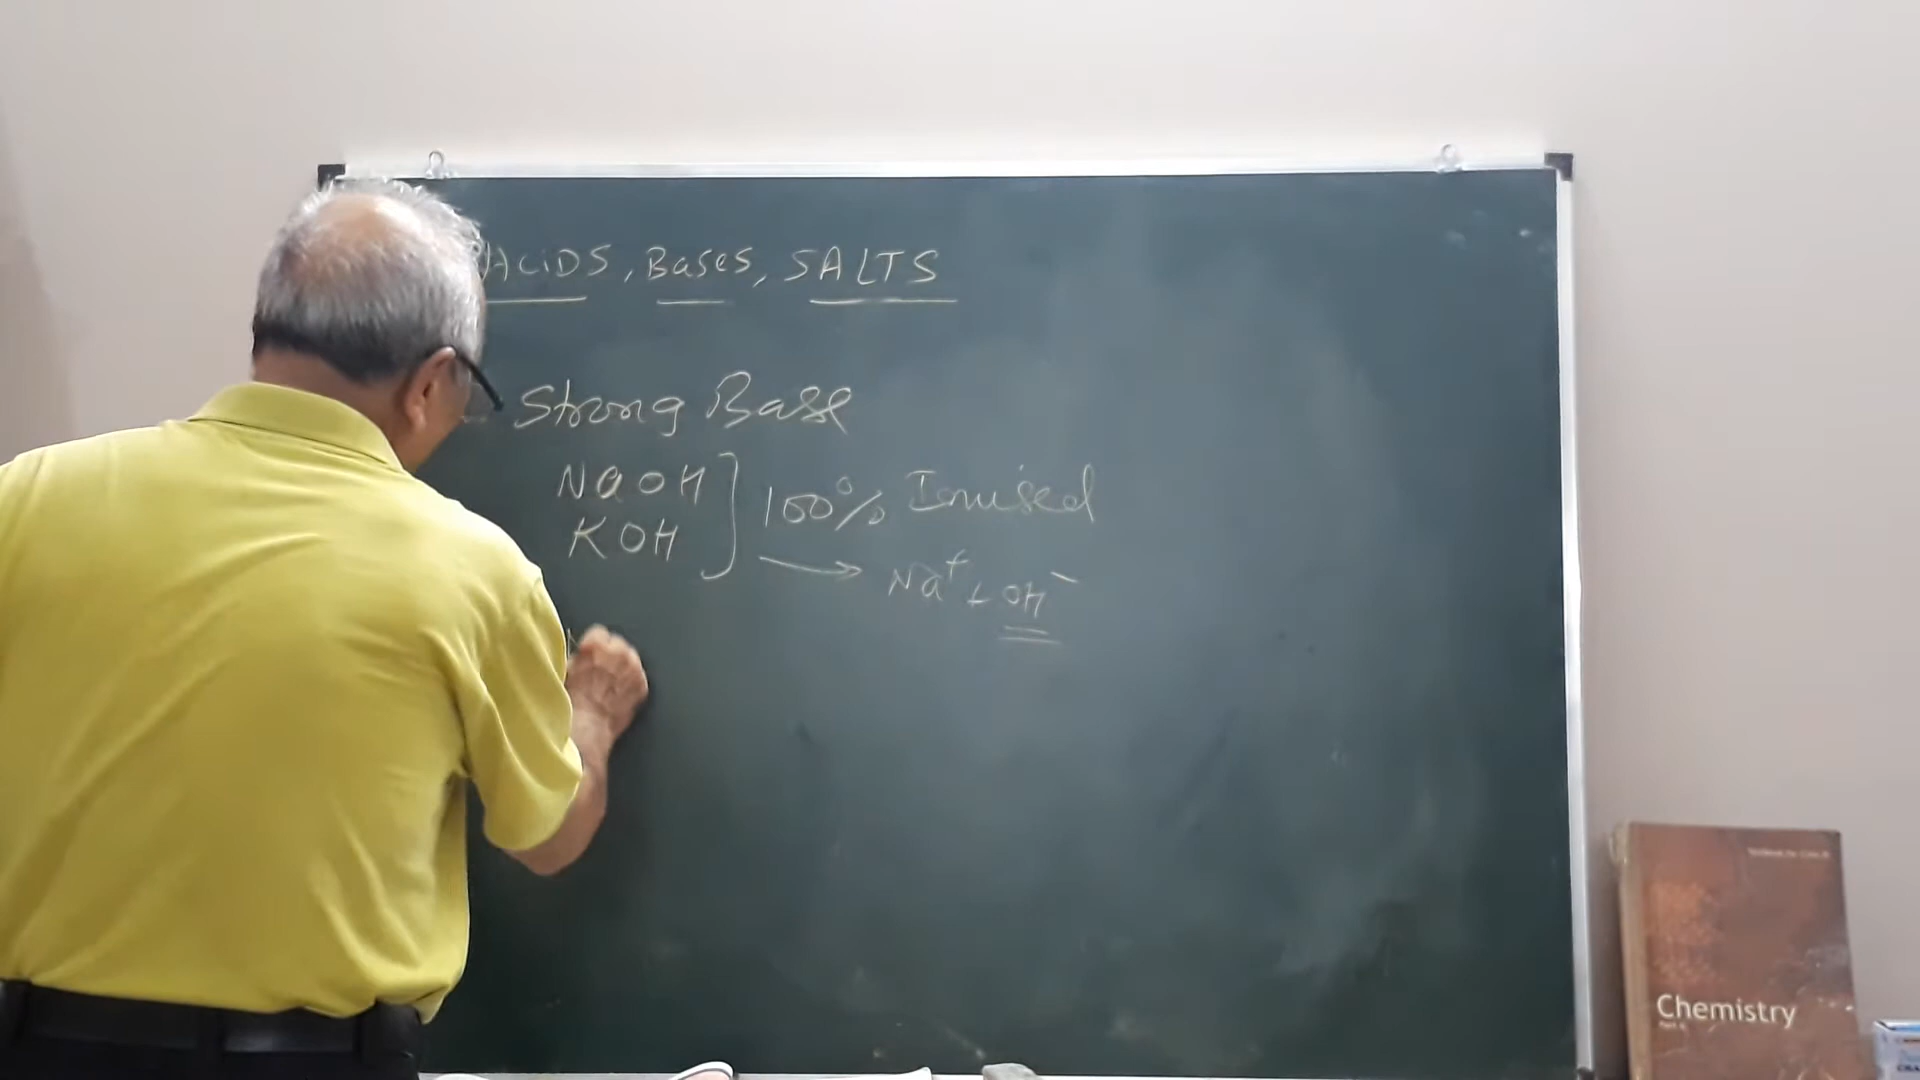 ACiDS, Bases, SALTS
Strong Base
NaOH
KOH
100% Ionised
Na⁺ + OH⁻
Chemistry